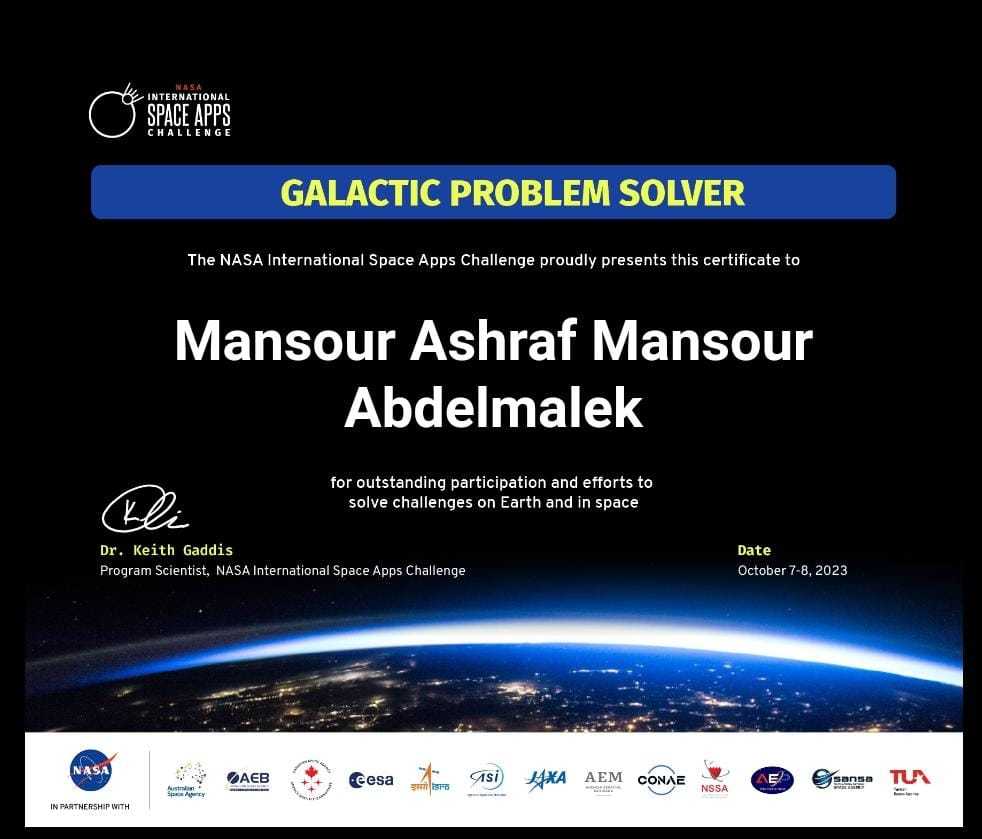 NASA
INTERNATIONAL
SPACE APPS
CHALLENGE
GALACTIC PROBLEM SOLVER
The NASA International Space Apps Challenge proudly presents this certificate to
Mansour Ashraf Mansour
Abdelmalek
for outstanding participation and efforts to
solve challenges on Earth and in space
Dr. Keith Gaddis
Program Scientist, NASA International Space Apps Challenge
Date
October 7-8, 2023
NASA
IN PARTNERSHIP WITH
Australian
Space Agency
AEB
esa
इसरो isro
asi
JAXA
AEM
CONAE
NSSA
AE
sansa
TUA